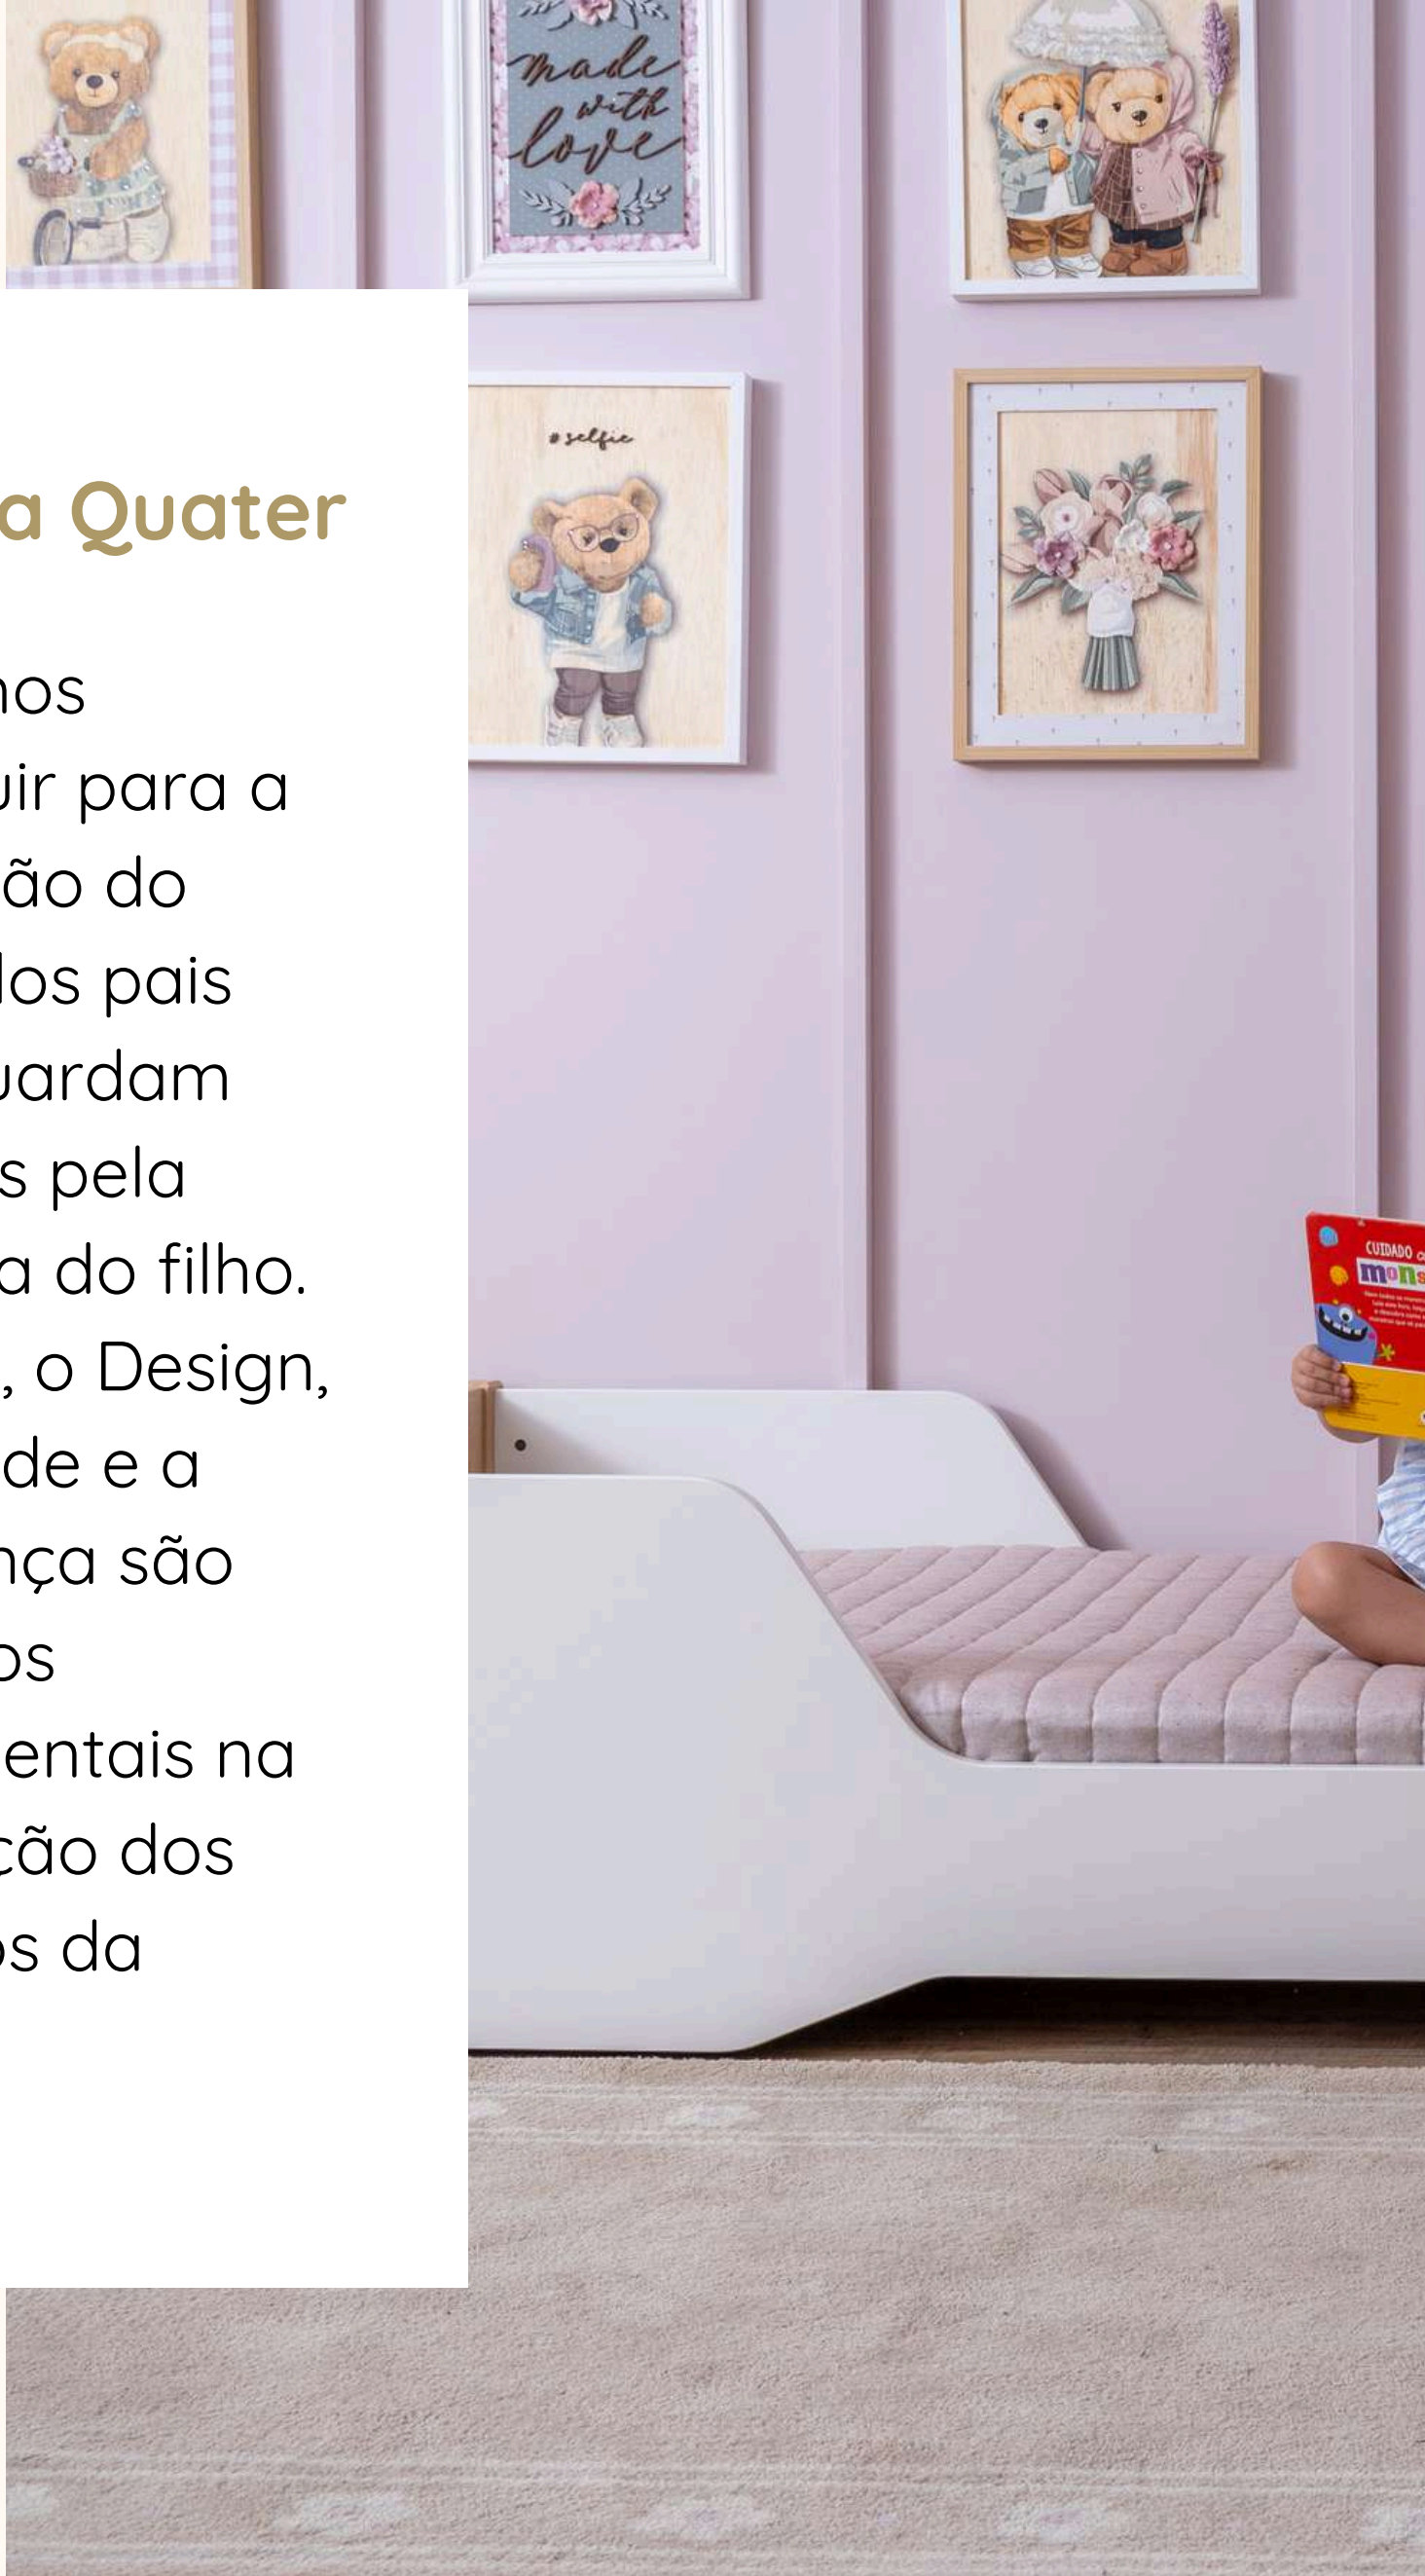 made
with
love
#selfie
a Quater
nos
uir para a
ão do
dos pais
uardam
s pela
a do filho.
, o Design,
de e a
nça são
os
entais na
ção dos
os da
CUIDADO